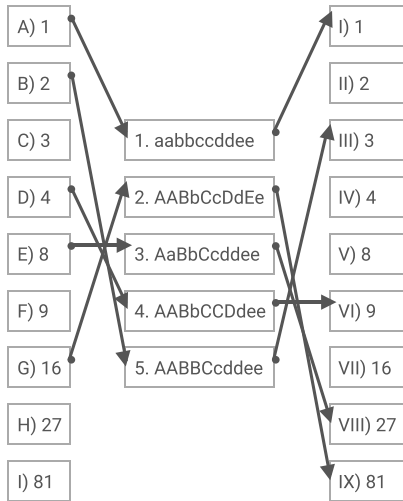 A) 1
B) 2
C) 3
D) 4
E) 8
F) 9
G) 16
H) 27
I) 81
1. aabbccddee
2. AABbCcDdEe
3. AaBbCcddee
4. AABbCCDdee
5. AABBCcddee
I) 1
II) 2
III) 3
IV) 4
V) 8
VI) 9
VII) 16
VIII) 27
IX) 81